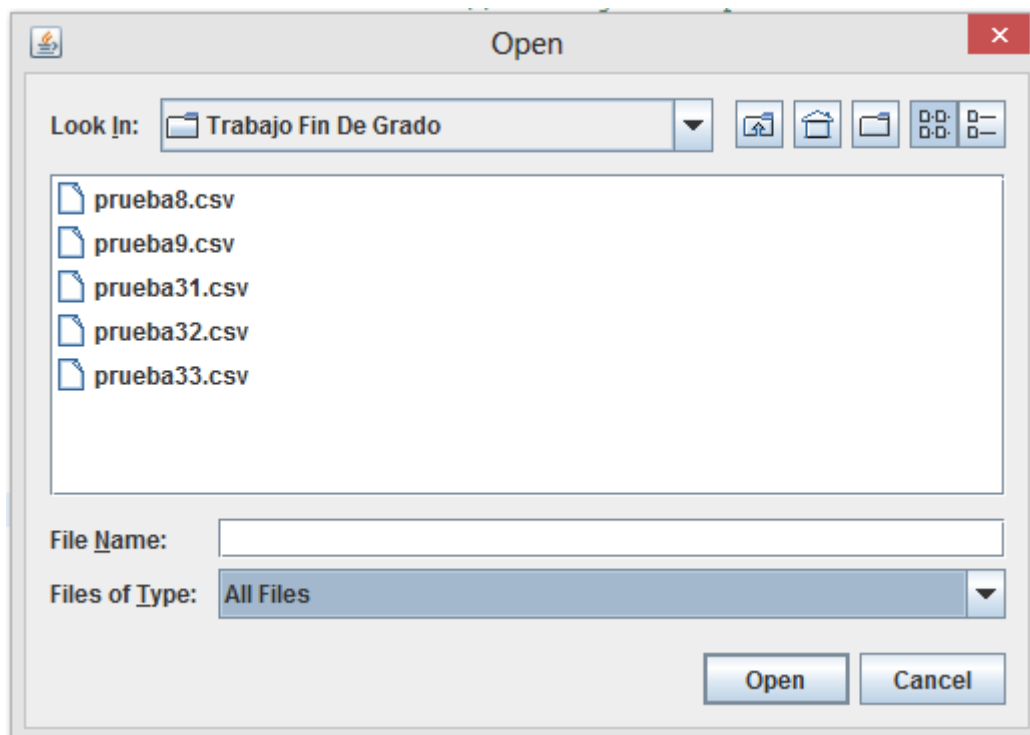 Open
Look In: Trabajo Fin De Grado
prueba8.csv
prueba9.csv
prueba31.csv
prueba32.csv
prueba33.csv
File Name:
Files of Type: All Files
Open Cancel